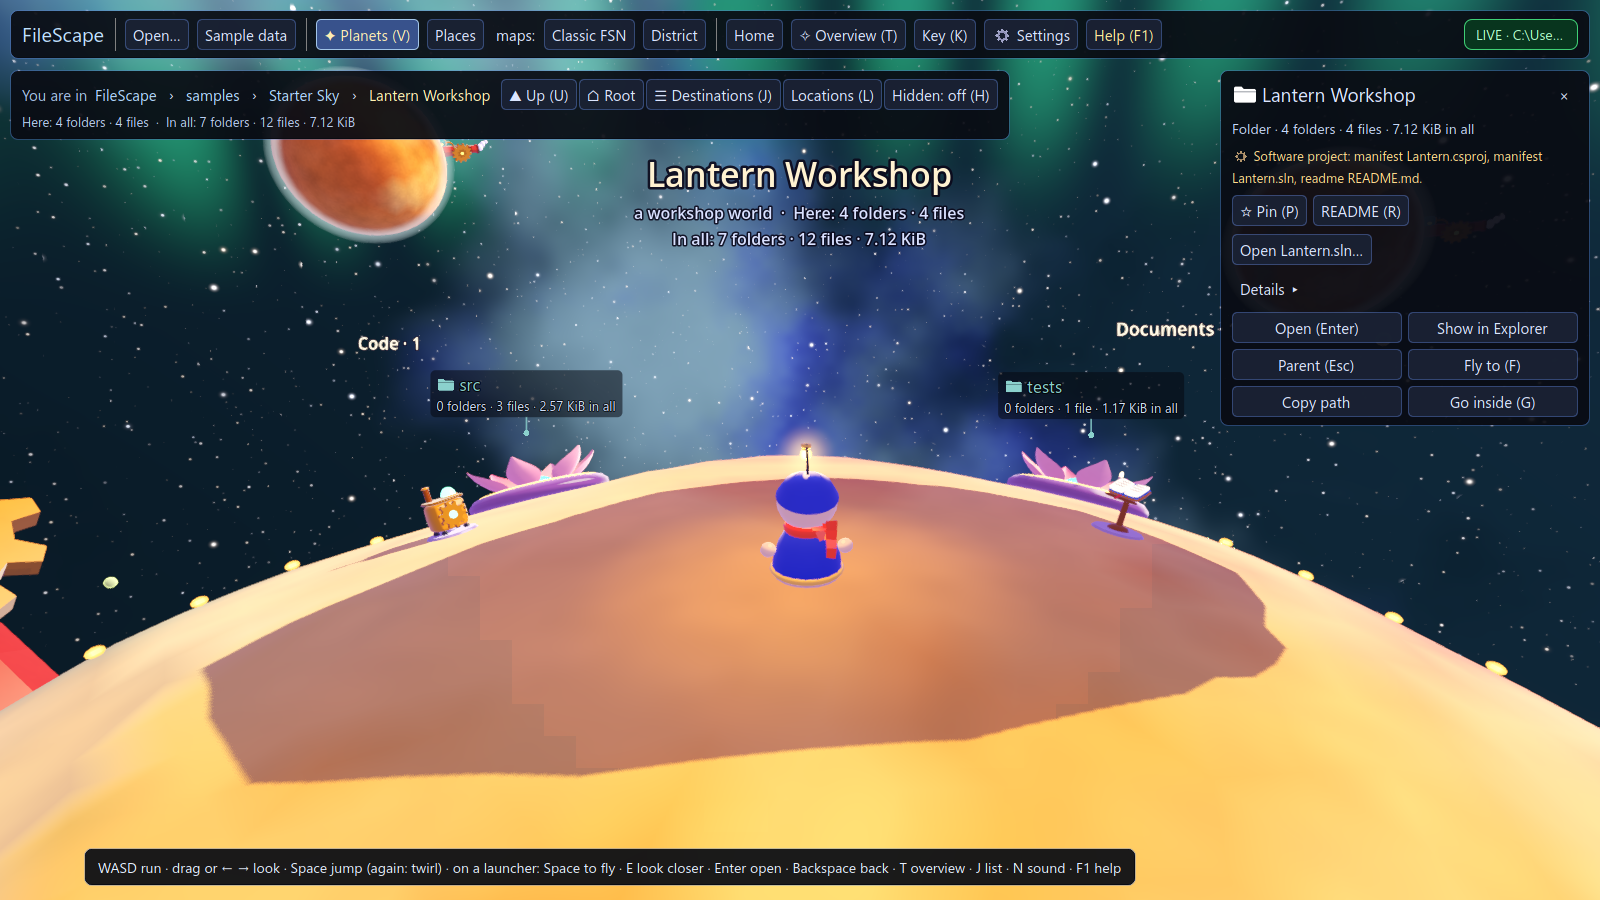 FileScape Open... Sample data ✦ Planets (V) Places maps: Classic FSN District Home ✧ Overview (T) Key (K) ⚙ Settings Help (F1) LIVE · C:\Use...
You are in FileScape › samples › Starter Sky › Lantern Workshop ▲ Up (U) ⌂ Root ☰ Destinations (J) Locations (L) Hidden: off (H)
Here: 4 folders · 4 files · In all: 7 folders · 12 files · 7.12 KiB
Lantern Workshop ×
Folder · 4 folders · 4 files · 7.12 KiB in all
⚙ Software project: manifest Lantern.csproj, manifest
Lantern.sln, readme README.md.
☆ Pin (P) README (R)
Open Lantern.sln...
Details ▸
Open (Enter) Show in Explorer
Parent (Esc) Fly to (F)
Copy path Go inside (G)
Lantern Workshop
a workshop world · Here: 4 folders · 4 files
In all: 7 folders · 12 files · 7.12 KiB
Code · 1
Documents
src
0 folders · 3 files · 2.57 KiB in all
tests
0 folders · 1 file · 1.17 KiB in all
WASD run · drag or ← → look · Space jump (again: twirl) · on a launcher: Space to fly · E look closer · Enter open · Backspace back · T overview · J list · N sound · F1 help